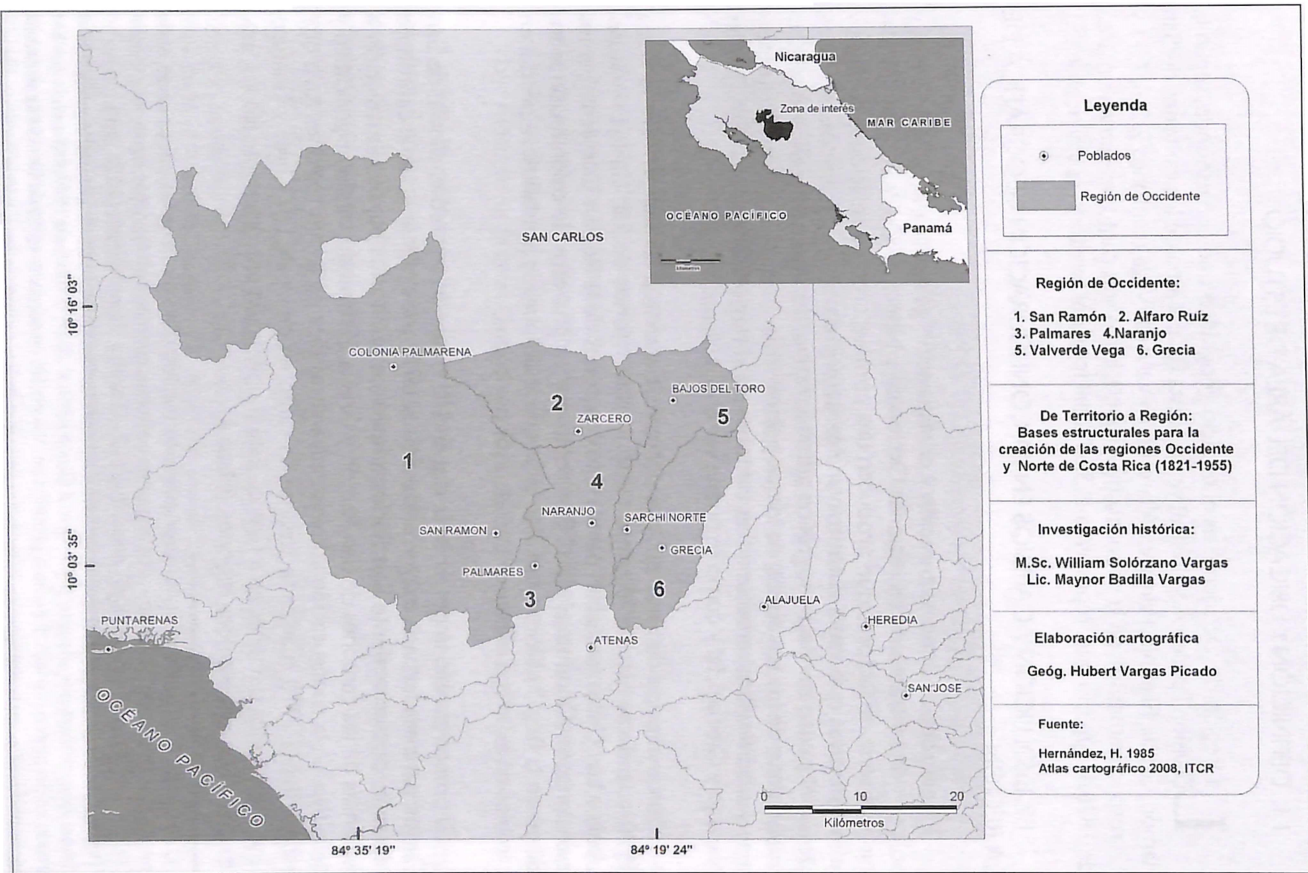 Nicaragua
Zona de interés
MAR CARIBE
OCÉANO PACÍFICO
Panamá
SAN CARLOS
10° 16' 03"
COLONIA PALMARENA
BAJOS DEL TORO
2
5
ZARCERO
1
4
NARANJO
SARCHI NORTE
SAN RAMON
GRECIA
10° 03' 35"
PALMARES
3
6
ALAJUELA
PUNTARENAS
HEREDIA
ATENAS
SAN JOSE
OCÉANO PACÍFICO
0 10 20
Kilómetros
84° 35' 19"
84° 19' 24"
Leyenda
Poblados
Región de Occidente
Región de Occidente:
1. San Ramón 2. Alfaro Ruíz
3. Palmares 4.Naranjo
5. Valverde Vega 6. Grecia
De Territorio a Región:
Bases estructurales para la
creación de las regiones Occidente
y Norte de Costa Rica (1821-1955)
Investigación histórica:
M.Sc. William Solórzano Vargas
Lic. Maynor Badilla Vargas
Elaboración cartográfica
Geóg. Hubert Vargas Picado
Fuente:
Hernández, H. 1985
Atlas cartográfico 2008, ITCR